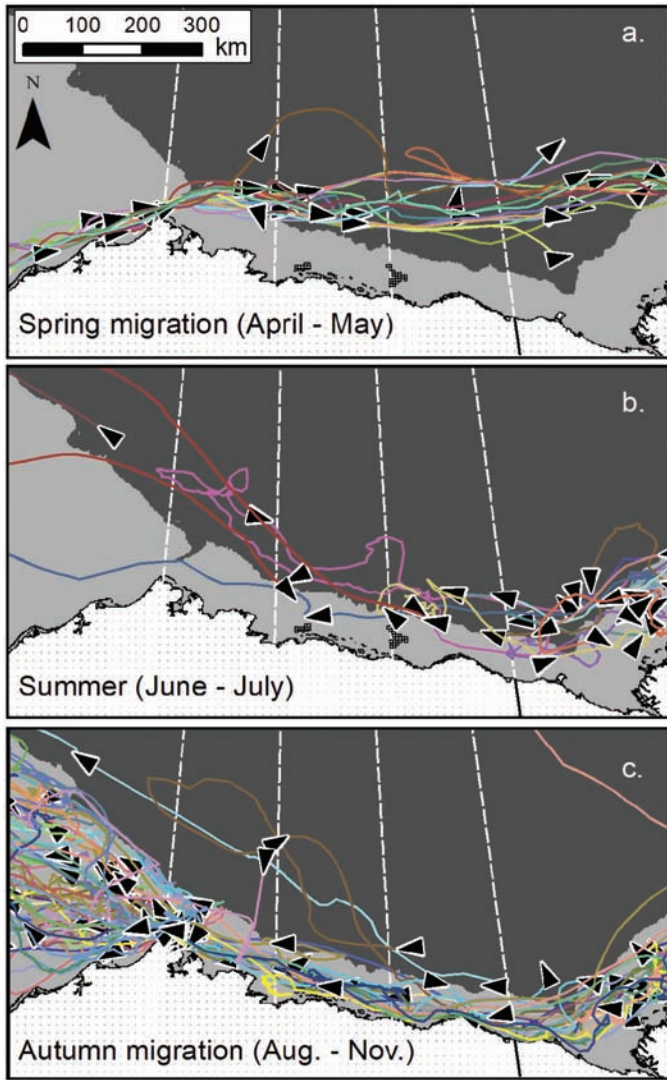 0 100 200 300
km
a.
N
Spring migration (April - May)
b.
Summer (June - July)
c.
Autumn migration (Aug. - Nov.)